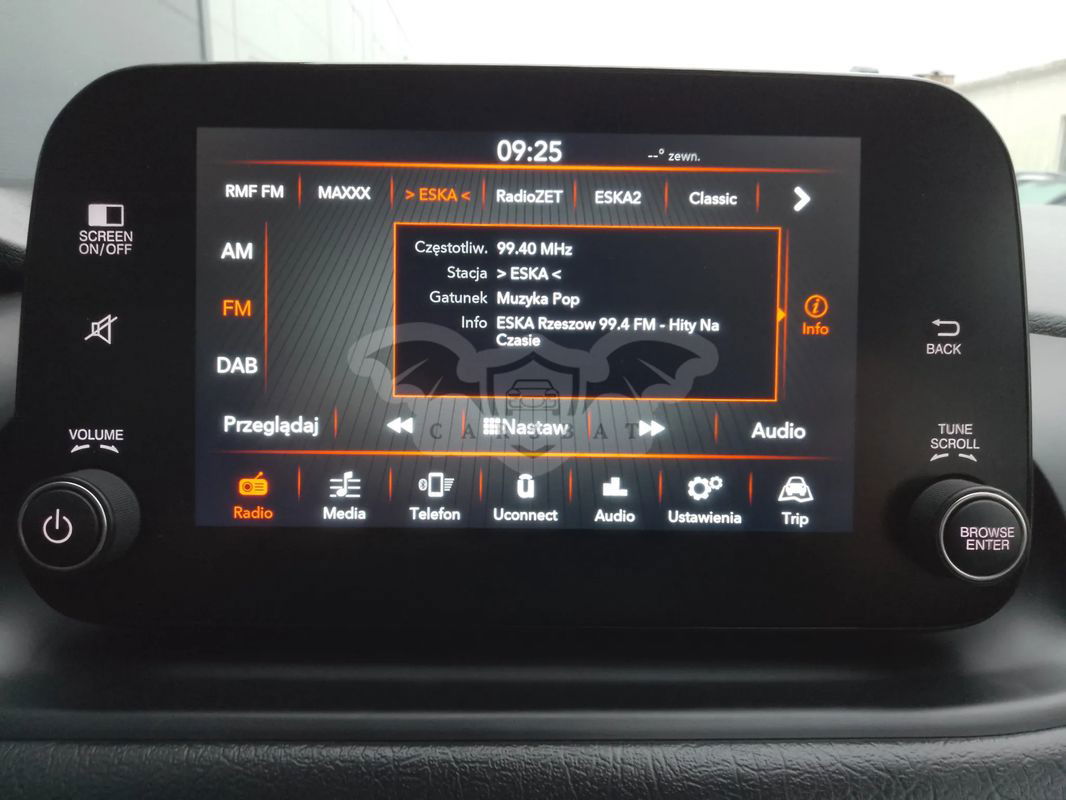 09:25
--° zewn.
RMF FM MAXXX > ESKA < RadioZET ESKA2 Classic
SCREEN
ON/OFF
AM
FM
DAB
Częstotliw. 99.40 MHz
Stacja > ESKA <
Gatunek Muzyka Pop
Info ESKA Rzeszow 99.4 FM - Hity Na
Czasie
Info
BACK
Przeglądaj Nastaw Audio
CARSBAT
VOLUME
TUNE
SCROLL
Radio Media Telefon Uconnect Audio Ustawienia Trip
BROWSE
ENTER